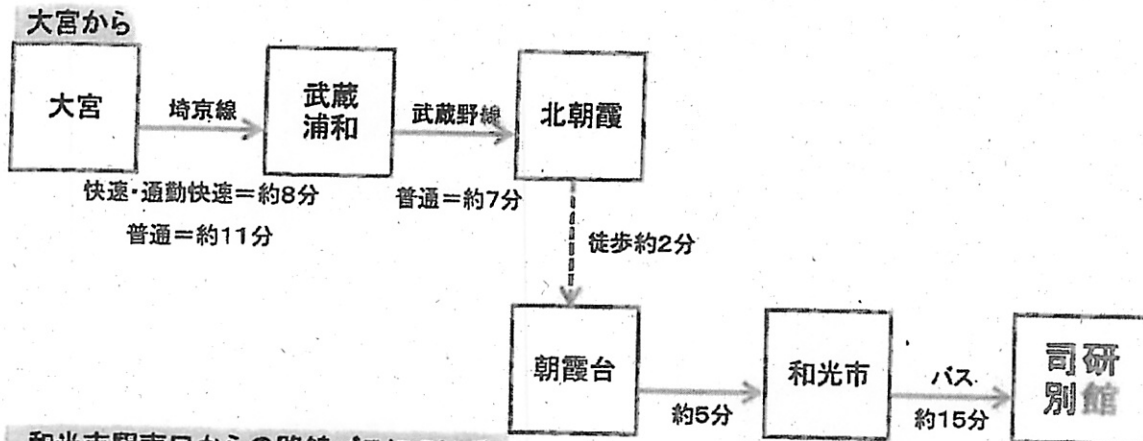 大宮から
大宮
埼京線
武蔵
浦和
武蔵野線
北朝霞
快速・通勤快速=約8分
普通=約11分
普通=約7分
徒歩約2分
朝霞台
約5分
和光市
バス
約15分
司研
別館